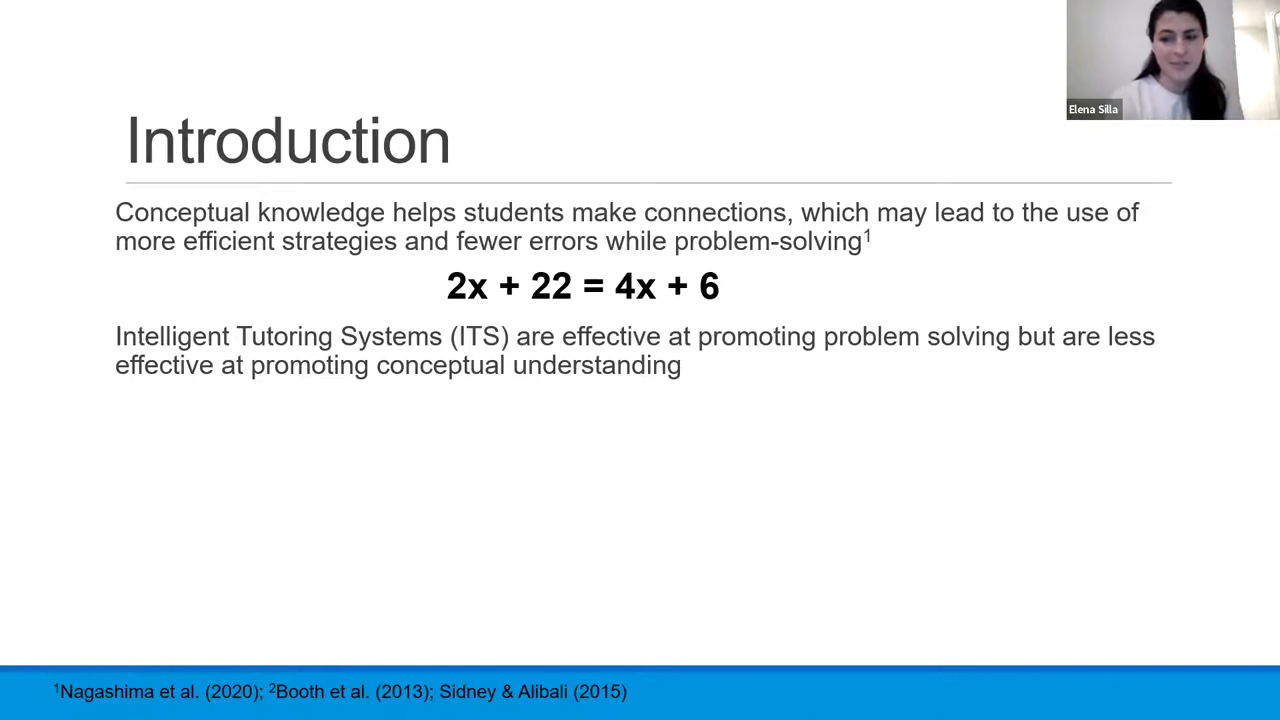 Elena Silla
Introduction
Conceptual knowledge helps students make connections, which may lead to the use of
more efficient strategies and fewer errors while problem-solving¹
2x + 22 = 4x + 6
Intelligent Tutoring Systems (ITS) are effective at promoting problem solving but are less
effective at promoting conceptual understanding
¹Nagashima et al. (2020); ²Booth et al. (2013); Sidney & Alibali (2015)